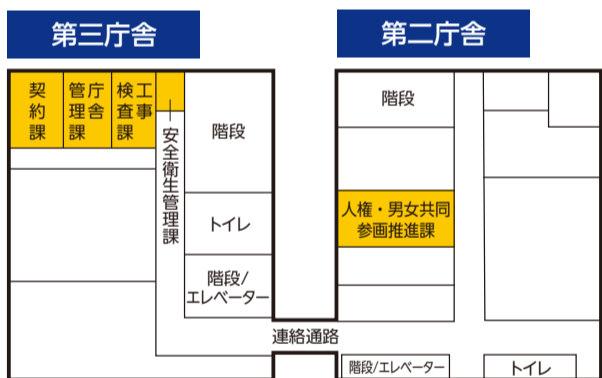 第三庁舎
第二庁舎
契約課
庁舎管理課
工事検査課
安全衛生管理課
階段
トイレ
階段/
エレベーター
連絡通路
階段
人権・男女共同
参画推進課
階段/エレベーター
トイレ